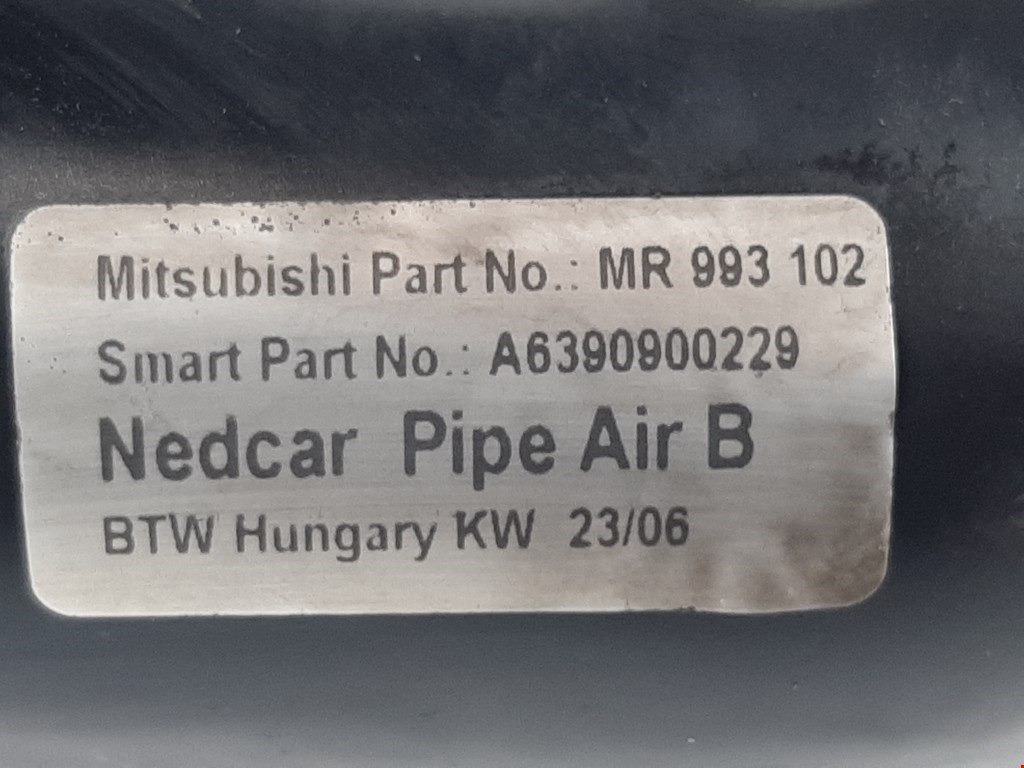 Mitsubishi Part No.: MR 993 102
Smart Part No.: A6390900229
Nedcar Pipe Air B
BTW Hungary KW 23/06